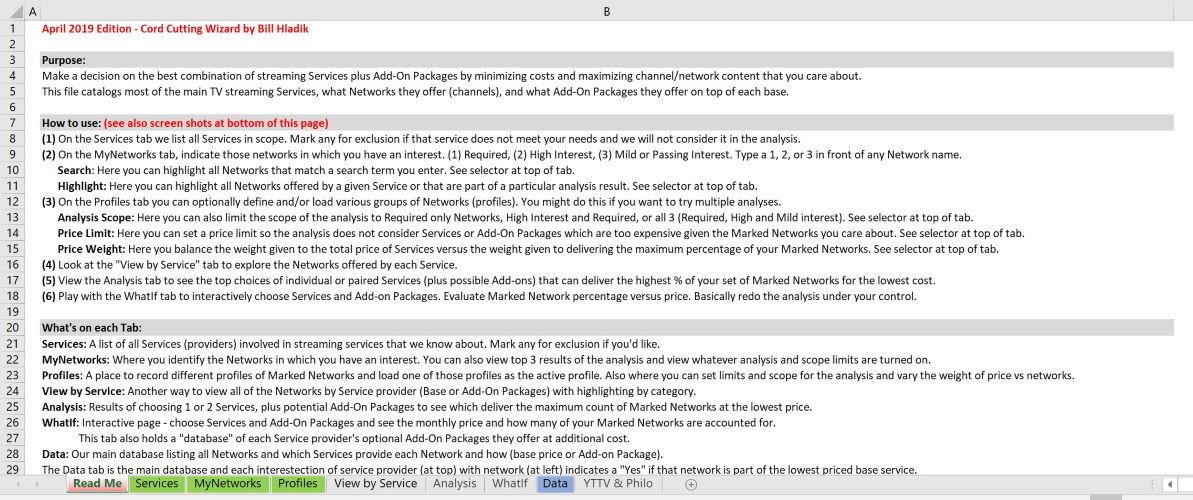 A B
1 April 2019 Edition - Cord Cutting Wizard by Bill Hladik
2
3 Purpose:
4 Make a decision on the best combination of streaming Services plus Add-On Packages by minimizing costs and maximizing channel/network content that you care about.
5 This file catalogs most of the main TV streaming Services, what Networks they offer (channels), and what Add-On Packages they offer on top of each base.
6
7 How to use: (see also screen shots at bottom of this page)
8 (1) On the Services tab we list all Services in scope. Mark any for exclusion if that service does not meet your needs and we will not consider it in the analysis.
9 (2) On the MyNetworks tab, indicate those networks in which you have an interest. (1) Required, (2) High Interest, (3) Mild or Passing Interest. Type a 1, 2, or 3 in front of any Network name.
10 Search: Here you can highlight all Networks that match a search term you enter. See selector at top of tab.
11 Highlight: Here you can highlight all Networks offered by a given Service or that are part of a particular analysis result. See selector at top of tab.
12 (3) On the Profiles tab you can optionally define and/or load various groups of Networks (profiles). You might do this if you want to try multiple analyses.
13 Analysis Scope: Here you can also limit the scope of the analysis to Required only Networks, High Interest and Required, or all 3 (Required, High and Mild interest). See selector at top of tab.
14 Price Limit: Here you can set a price limit so the analysis does not consider Services or Add-On Packages which are too expensive given the Marked Networks you care about. See selector at top of tab.
15 Price Weight: Here you balance the weight given to the total price of Services versus the weight given to delivering the maximum percentage of your Marked Networks. See selector at top of tab.
16 (4) Look at the "View by Service" tab to explore the Networks offered by each Service.
17 (5) View the Analysis tab to see the top choices of individual or paired Services (plus possible Add-ons) that can deliver the highest % of your set of Marked Networks for the lowest cost.
18 (6) Play with the WhatIf tab to interactively choose Services and Add-on Packages. Evaluate Marked Network percentage versus price. Basically redo the analysis under your control.
19
20 What's on each Tab:
21 Services: A list of all Services (providers) involved in streaming services that we know about. Mark any for exclusion if you'd like.
22 MyNetworks: Where you identify the Networks in which you have an interest. You can also view top 3 results of the analysis and view whatever analysis and scope limits are turned on.
23 Profiles: A place to record different profiles of Marked Networks and load one of those profiles as the active profile. Also where you can set limits and scope for the analysis and vary the weight of price vs networks.
24 View by Service: Another way to view all of the Networks by Service provider (Base or Add-On Packages) with highlighting by category.
25 Analysis: Results of choosing 1 or 2 Services, plus potential Add-On Packages to see which deliver the maximum count of Marked Networks at the lowest price.
26 WhatIf: Interactive page - choose Services and Add-On Packages and see the monthly price and how many of your Marked Networks are accounted for.
27 This tab also holds a "database" of each Service provider's optional Add-On Packages they offer at additional cost.
28 Data: Our main database listing all Networks and which Services provide each Network and how (base price or Add-On Package).
29 The Data tab is the main database and each interestection of service provider (at top) with network (at left) indicates a "Yes" if that network is part of the lowest priced base service.
Read Me Services MyNetworks Profiles View by Service Analysis WhatIf Data YTTV & Philo